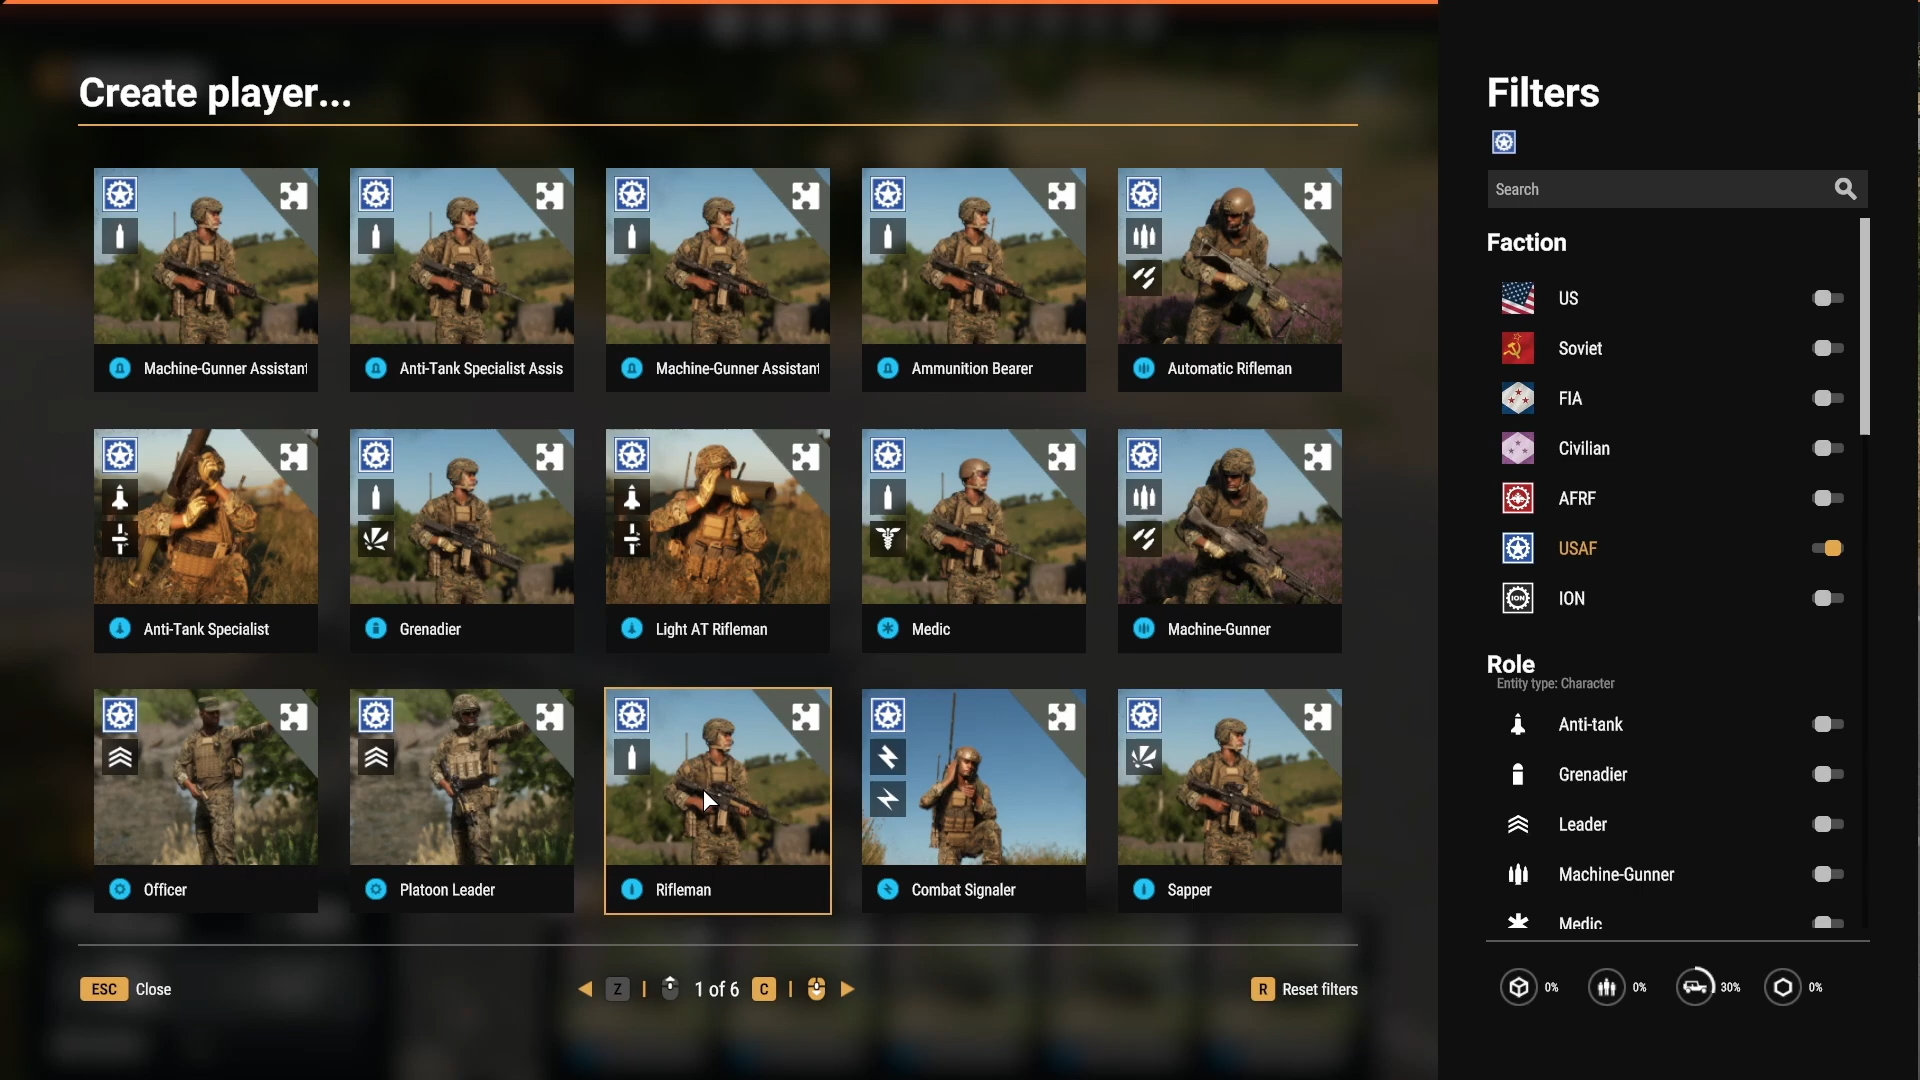 Create player...
Machine-Gunner Assistant
Anti-Tank Specialist Assis
Machine-Gunner Assistant
Ammunition Bearer
Automatic Rifleman
Anti-Tank Specialist
Grenadier
Light AT Rifleman
Medic
Machine-Gunner
Officer
Platoon Leader
Rifleman
Combat Signaler
Sapper
ESC Close
Z | 1 of 6 C |
R Reset filters
Filters
Search
Faction
US
Soviet
FIA
Civilian
AFRF
USAF
ION ION
Role
Entity type: Character
Anti-tank
Grenadier
Leader
Machine-Gunner
Medic
0% 0% 30% 0%